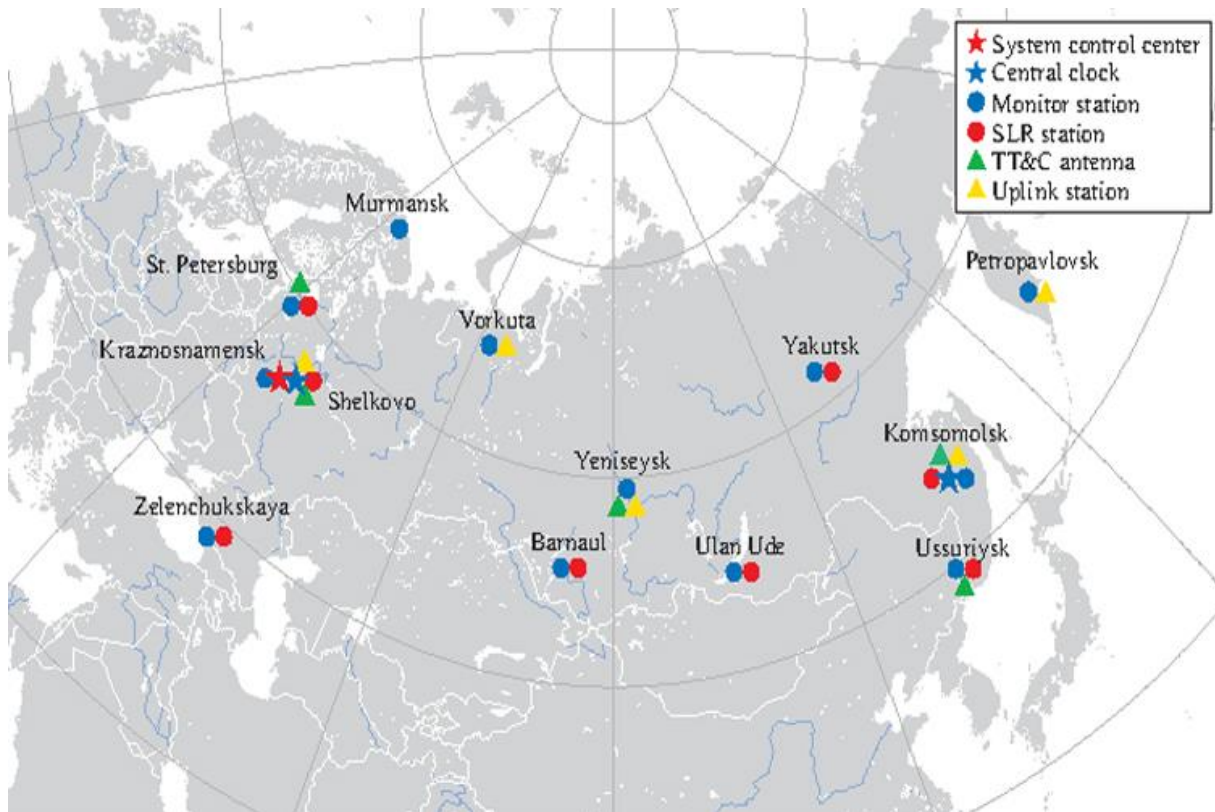 System control center
Central clock
Monitor station
SLR station
TT&C antenna
Uplink station
Murmansk
St. Petersburg
Petropavlovsk
Vorkuta
Kraznosnamensk
Yakutsk
Shelkovo
Komsomolsk
Yeniseysk
Zelenchukskaya
Barnaul
Ulan Ude
Ussuriysk